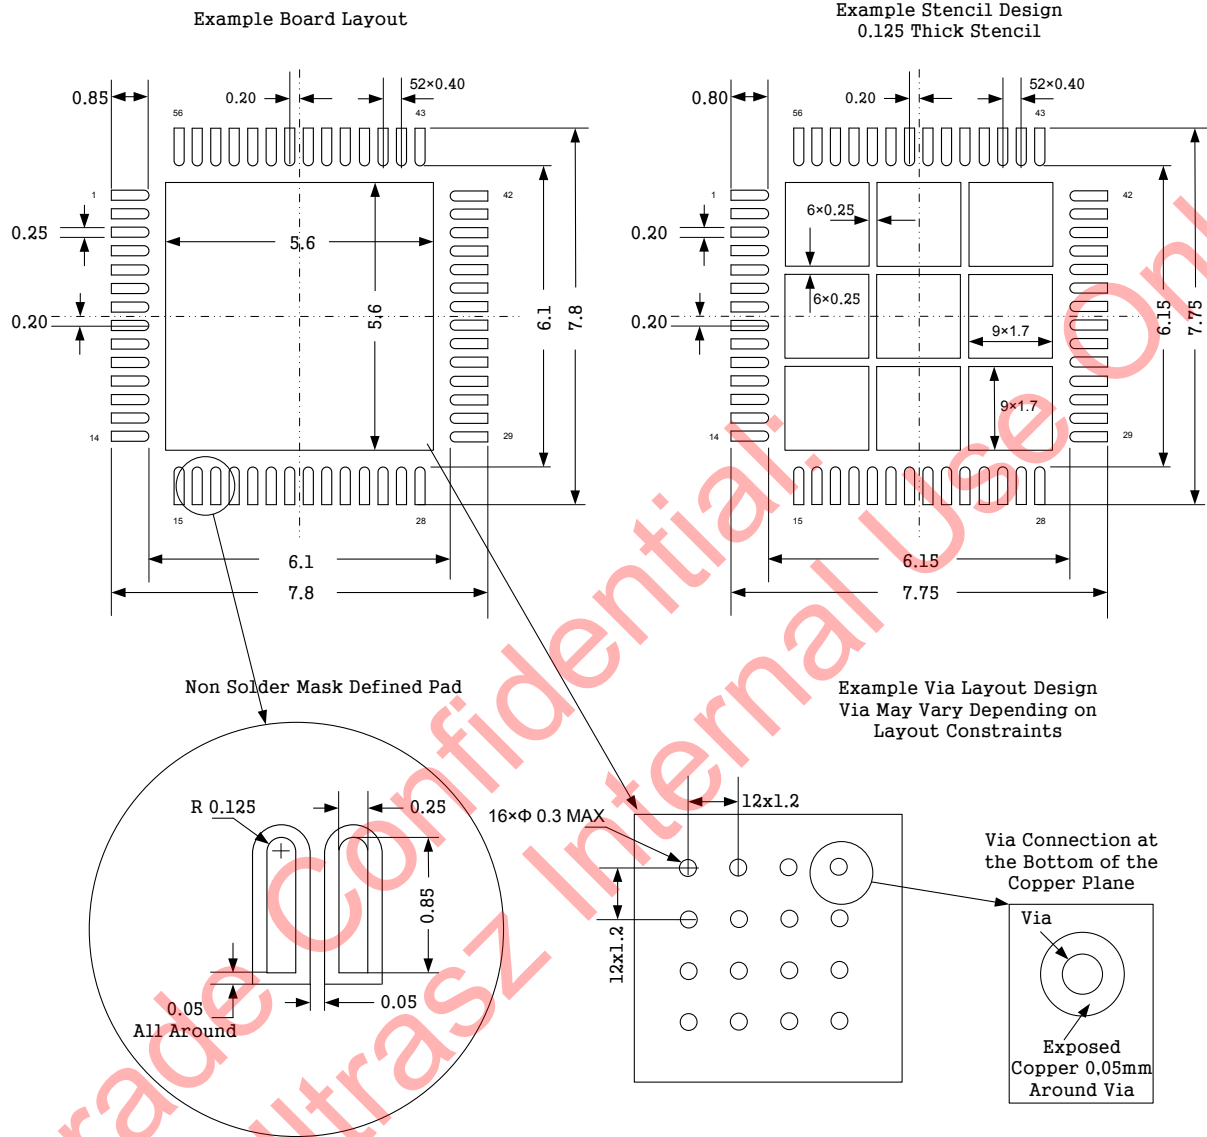 Example Board Layout
Example Stencil Design
0.125 Thick Stencil
0.85
0.20
52×0.40
56
43
1
42
0.25
0.20
14
29
15
28
5.6
5.6
6.1
7.8
6.1
7.8
0.80
0.20
52×0.40
56
43
1
42
0.20
0.20
14
29
15
28
6×0.25
6×0.25
9×1.7
9×1.7
6.15
7.75
6.15
7.75
Non Solder Mask Defined Pad
R 0.125
0.25
0.85
0.05
All Around
0.05
Example Via Layout Design
Via May Vary Depending on
Layout Constraints
16×Φ 0.3 MAX
12x1.2
12x1.2
Via Connection at
the Bottom of the
Copper Plane
Via
Exposed
Copper 0.05mm
Around Via
Confidential:
Internal Use